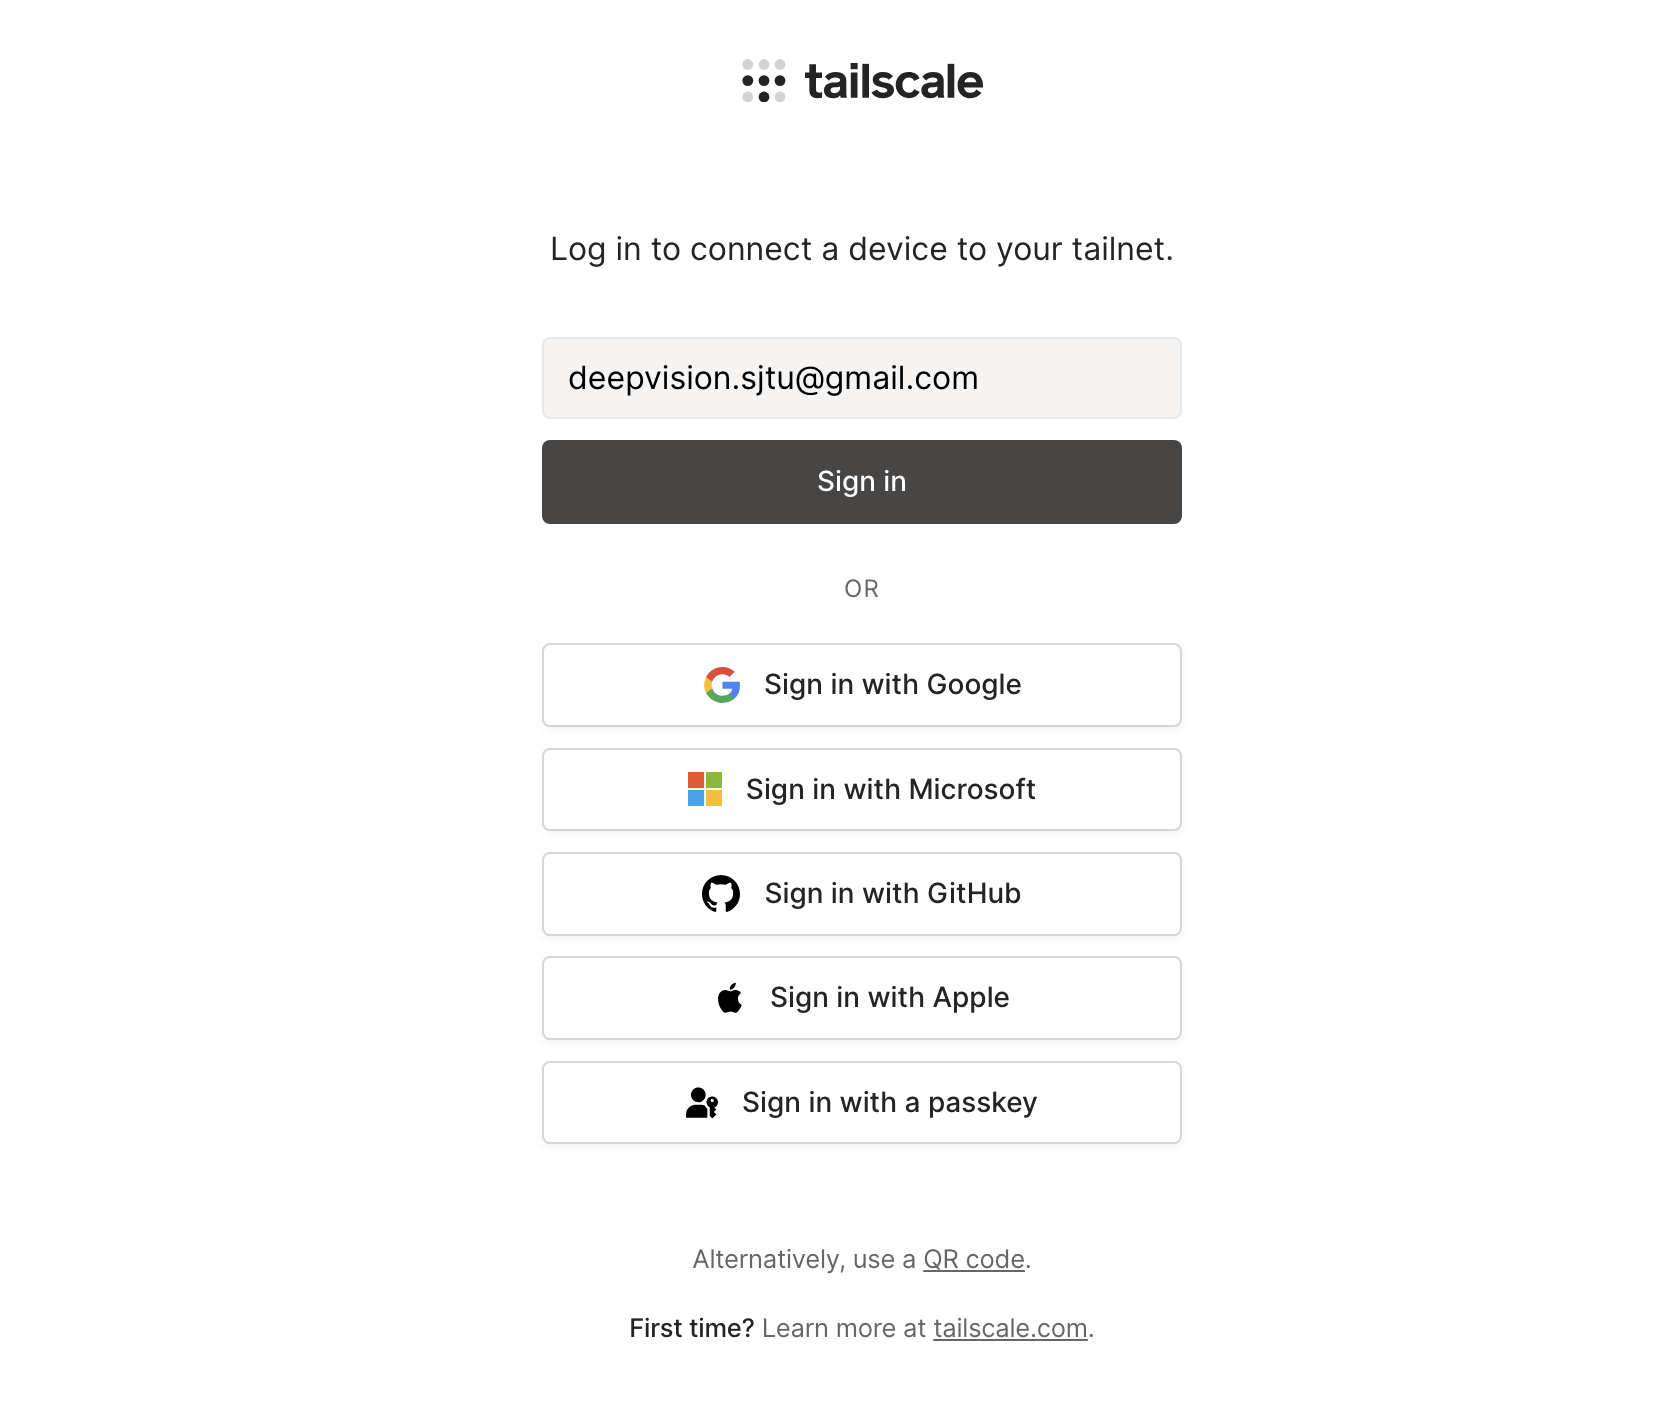 tailscale
Log in to connect a device to your tailnet.
deepvision.sjtu@gmail.com
Sign in
OR
Sign in with Google
Sign in with Microsoft
Sign in with GitHub
Sign in with Apple
Sign in with a passkey
Alternatively, use a QR code.
First time? Learn more at tailscale.com.